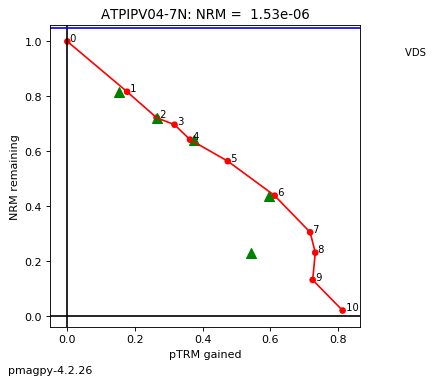 ATPIPV04-7N: NRM = 1.53e-06
VDS
NRM remaining
1.0
0.8
0.6
0.4
0.2
0.0
0
1
2
3
4
5
6
7
8
9
10
0.0 0.2 0.4 0.6 0.8
pTRM gained
pmagpy-4.2.26